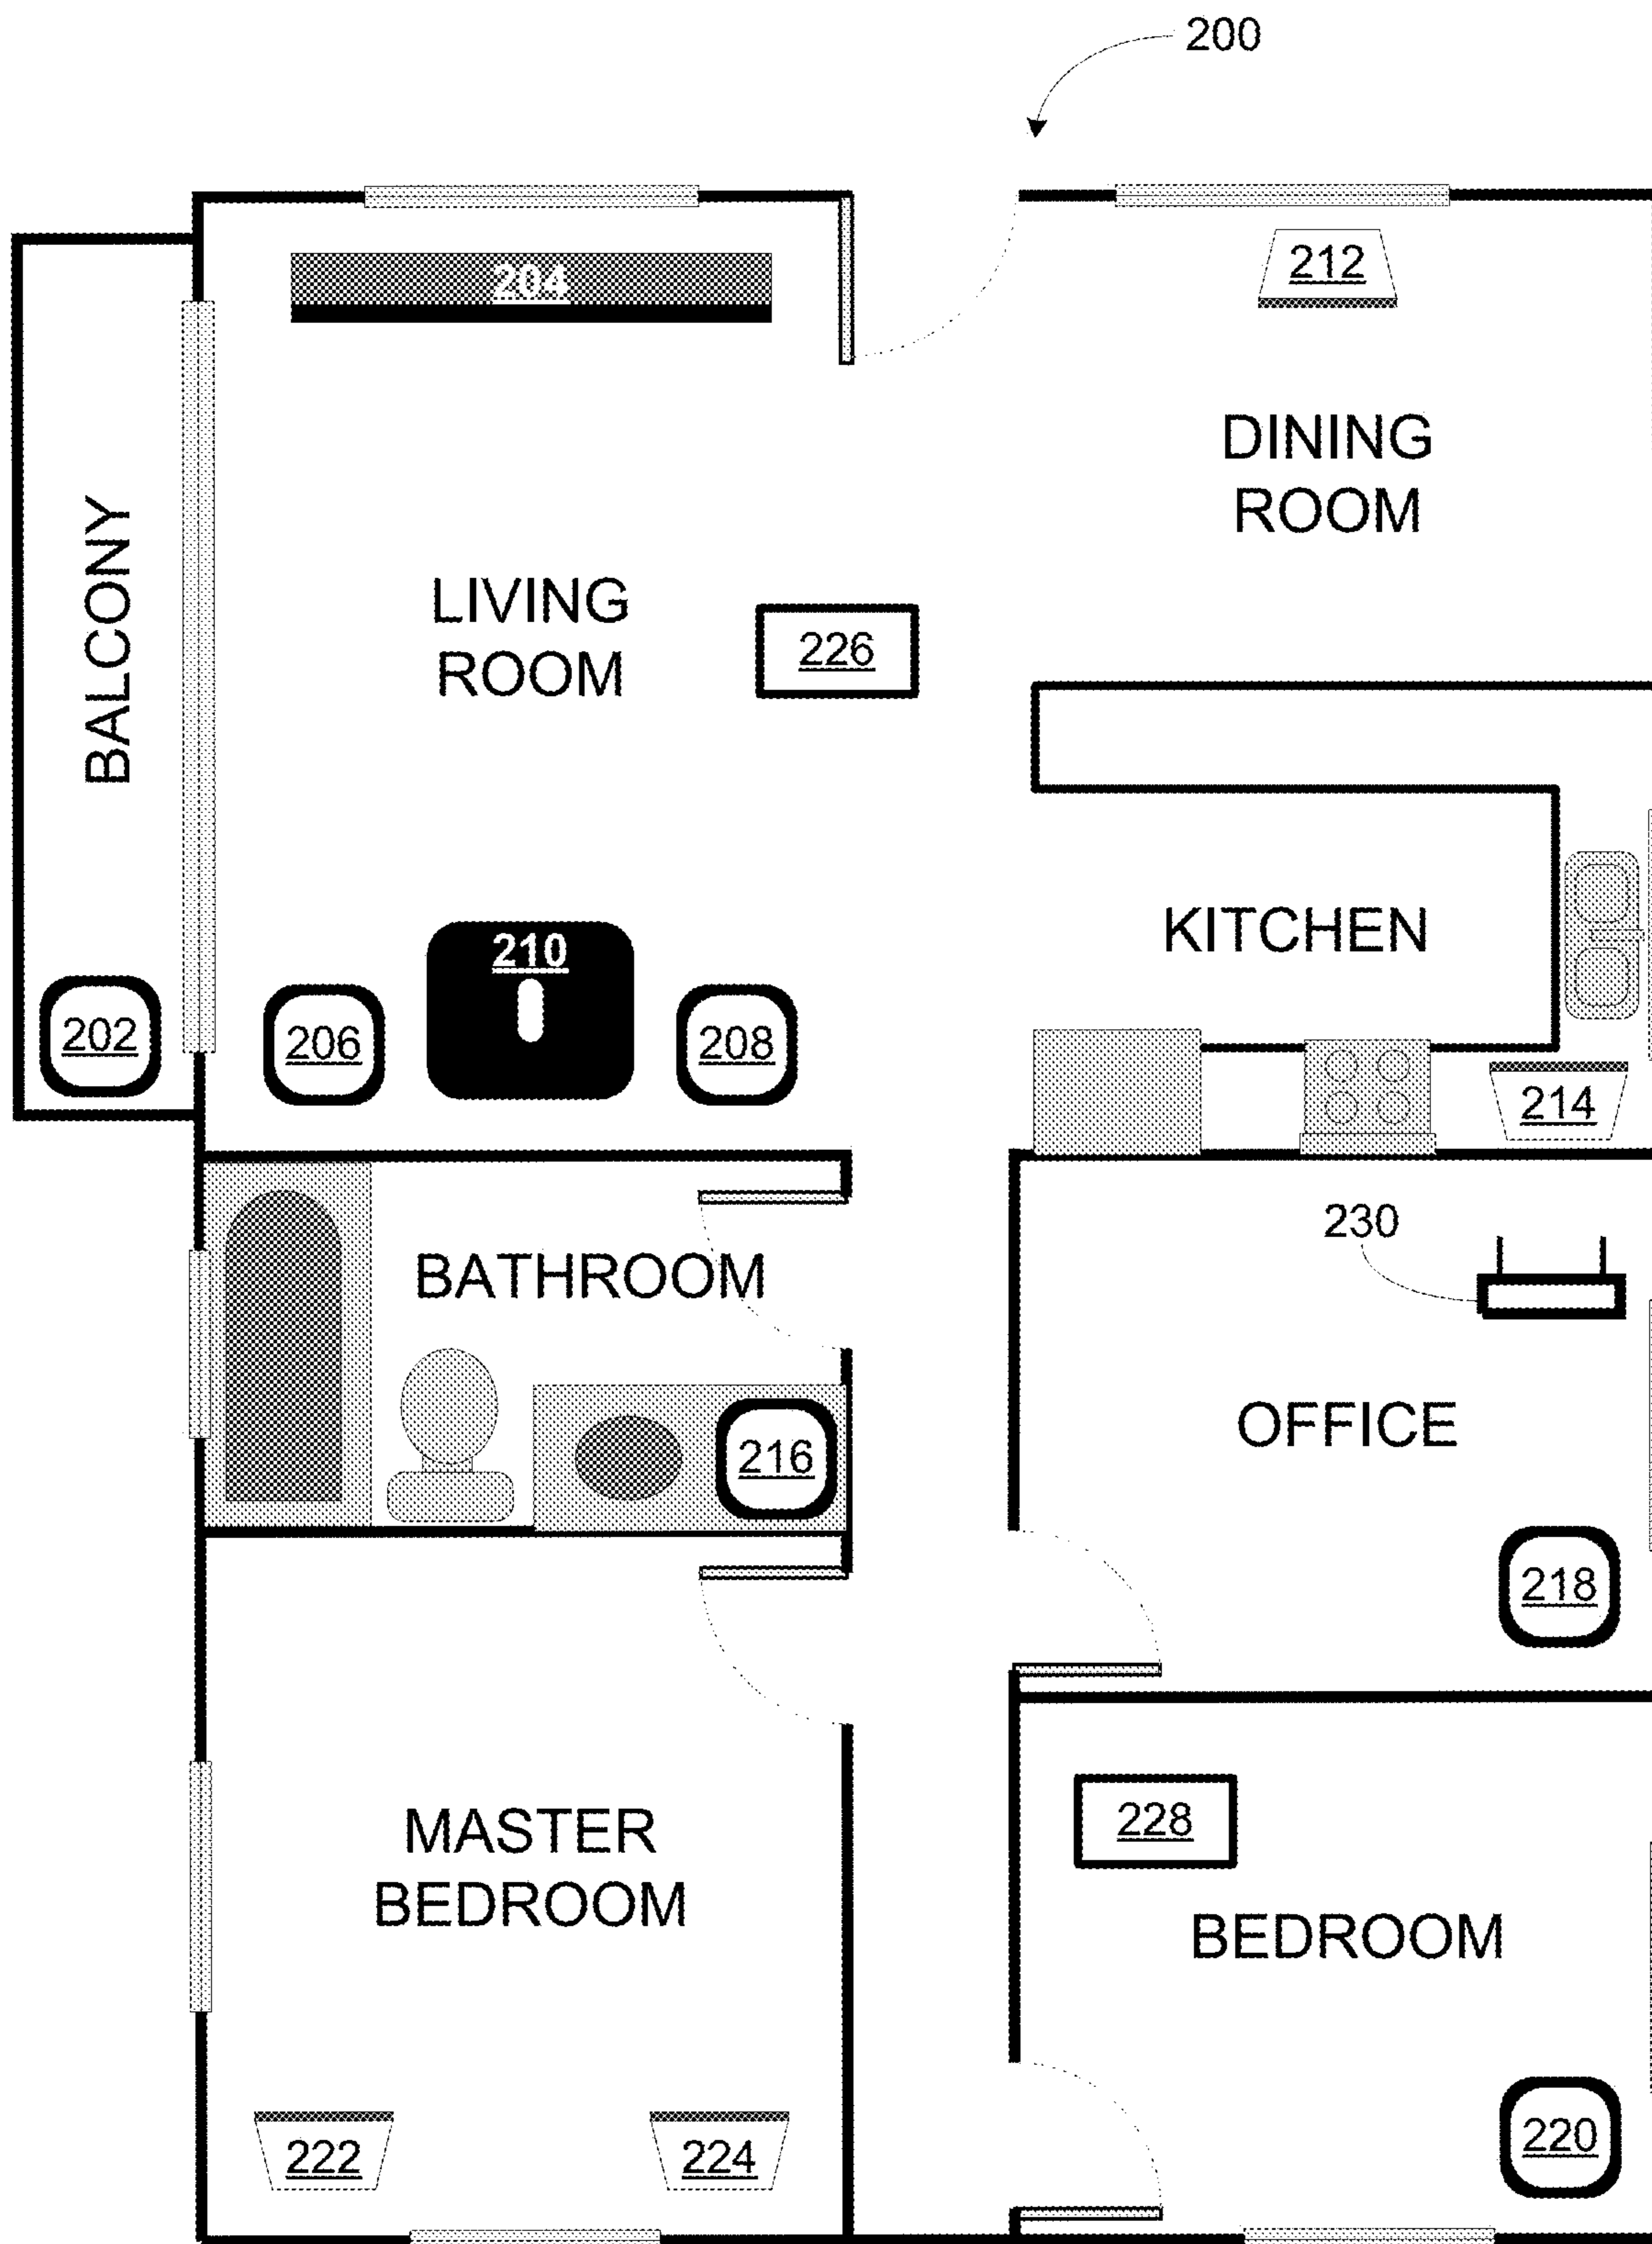 200
204
212
DINING
ROOM
BALCONY
LIVING
ROOM
226
KITCHEN
210
202
206
208
214
230
BATHROOM
OFFICE
216
218
228
MASTER
BEDROOM
BEDROOM
220
222
224